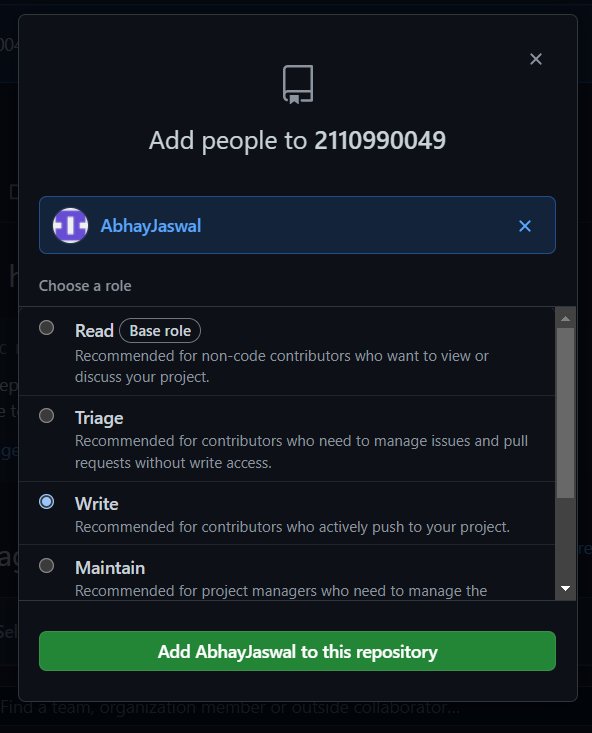 Add people to 2110990049
AbhayJaswal
Choose a role
Read Base role
Recommended for non-code contributors who want to view or
discuss your project.
Triage
Recommended for contributors who need to manage issues and pull
requests without write access.
Write
Recommended for contributors who actively push to your project.
Maintain
Recommended for project managers who need to manage the
Add AbhayJaswal to this repository
Find a team, organization member or outside collaborator...